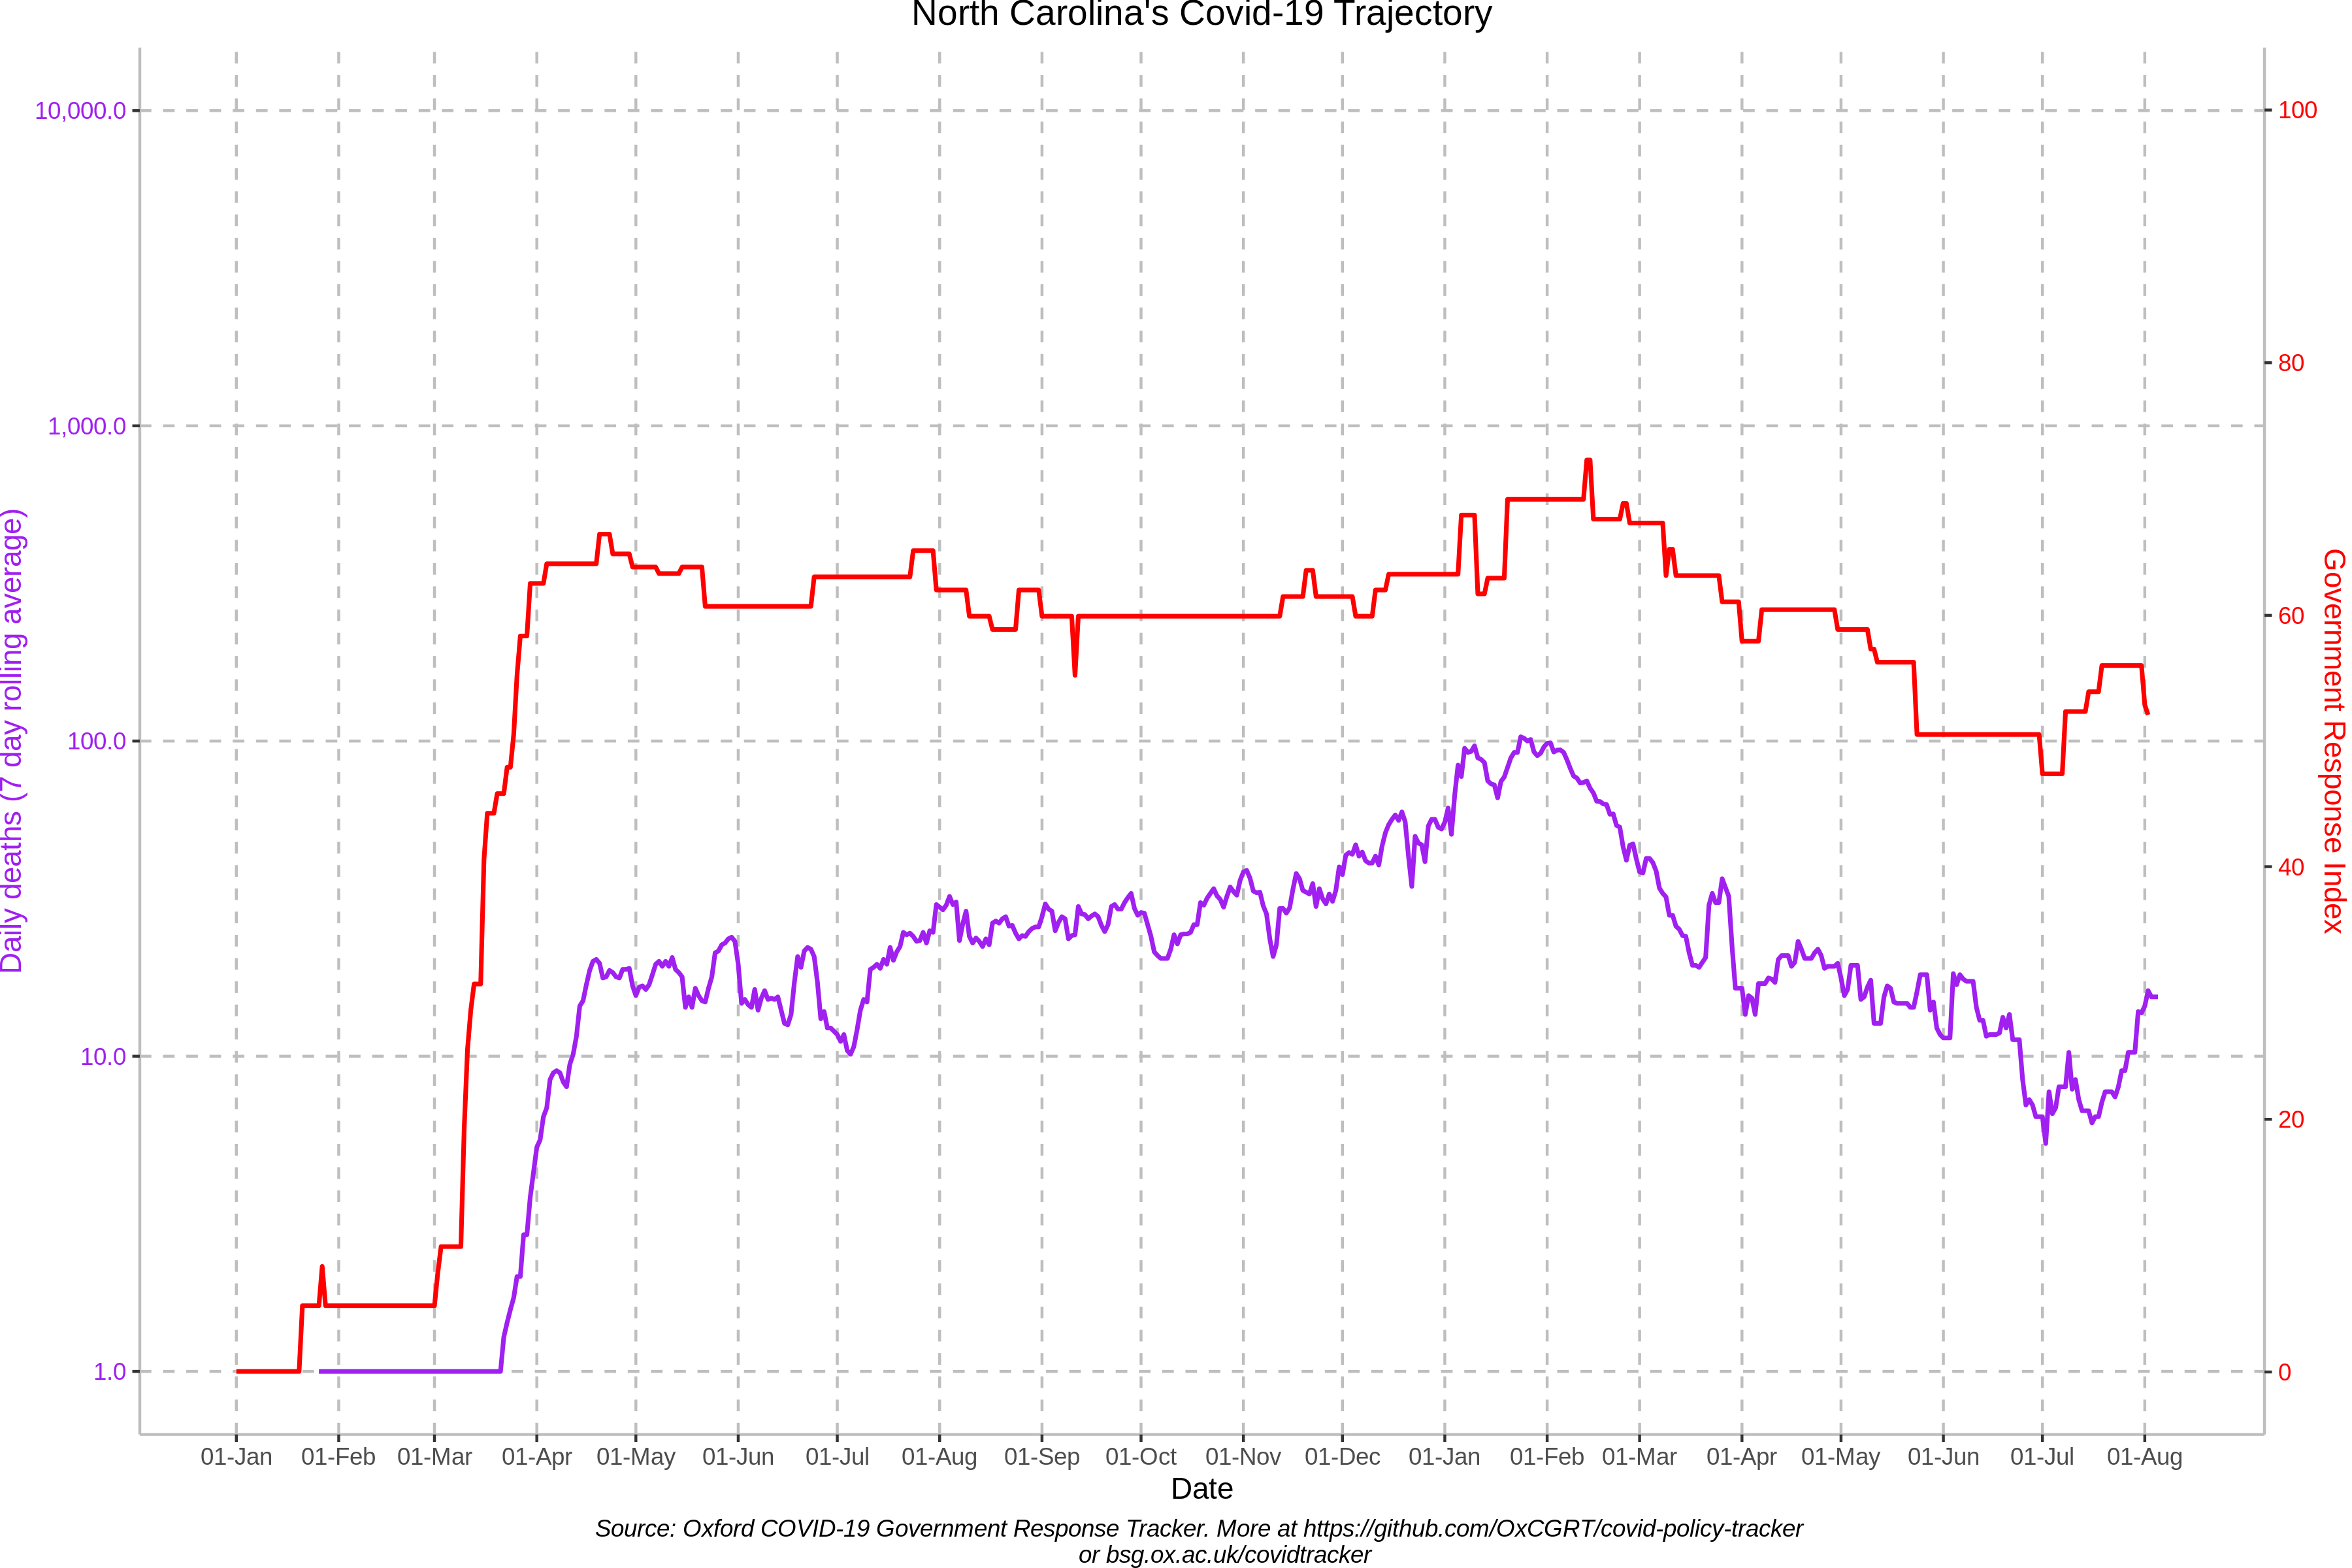 North Carolina's Covid-19 Trajectory
10,000.0
1,000.0
100.0
10.0
1.0
Daily deaths (7 day rolling average)
100
80
60
40
20
0
Government Response Index
01-Jan 01-Feb 01-Mar 01-Apr 01-May 01-Jun 01-Jul 01-Aug 01-Sep 01-Oct 01-Nov 01-Dec 01-Jan 01-Feb 01-Mar 01-Apr 01-May 01-Jun 01-Jul 01-Aug
Date
Source: Oxford COVID-19 Government Response Tracker. More at https://github.com/OxCGRT/covid-policy-tracker
or bsg.ox.ac.uk/covidtracker